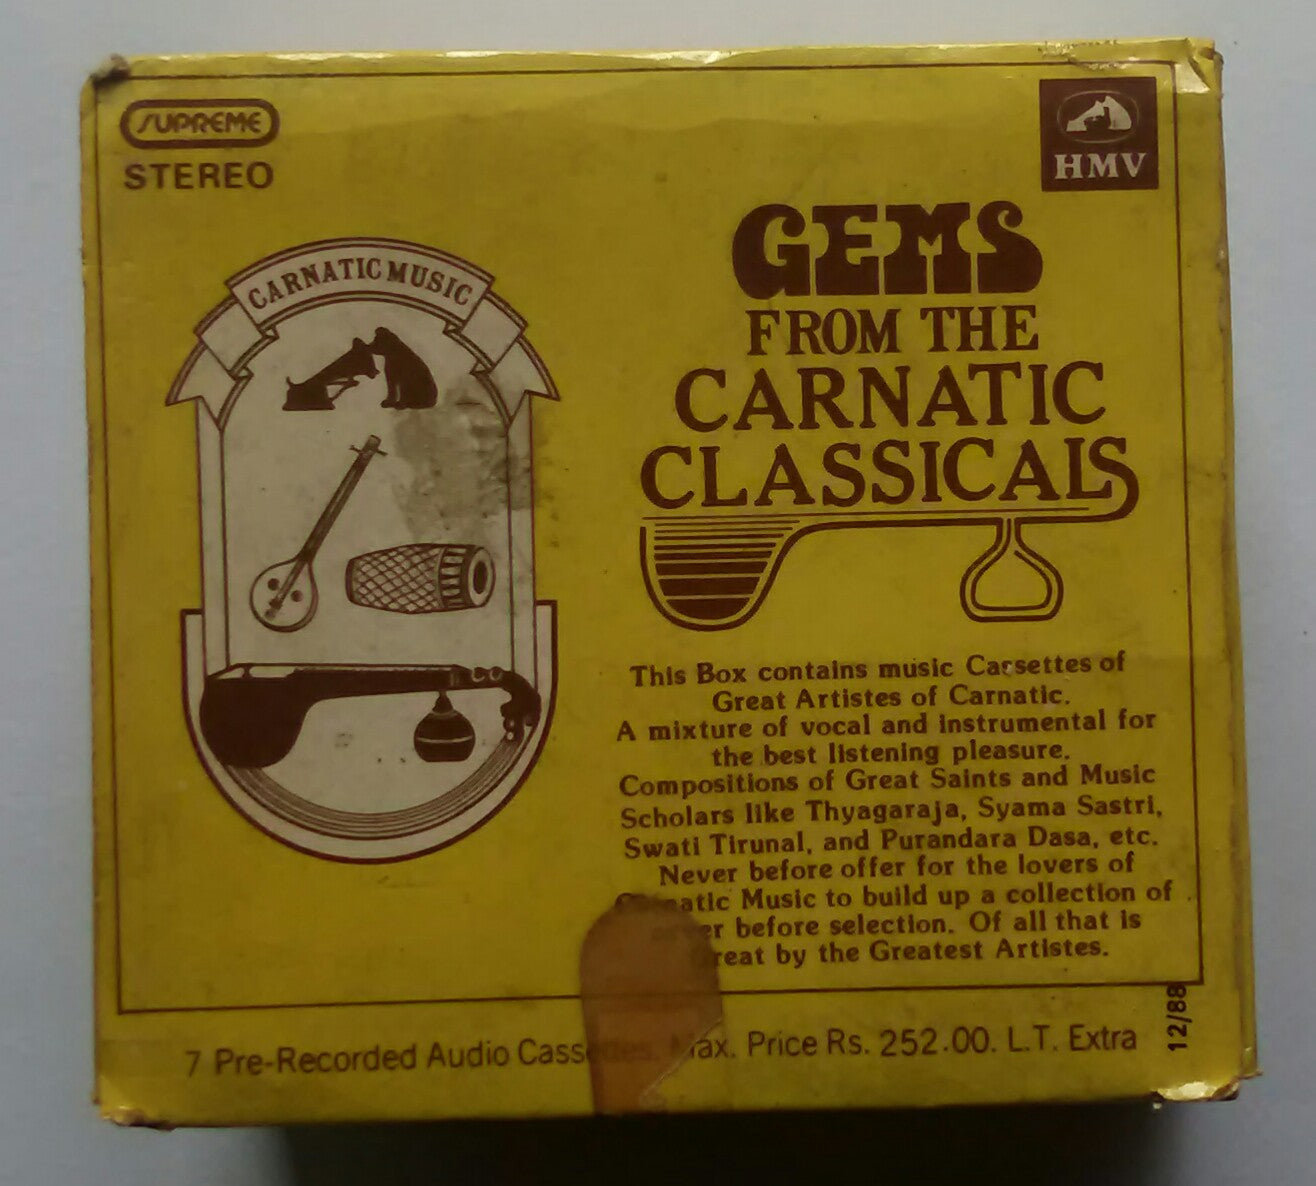 SUPREME
STEREO
HMV
CARNATIC MUSIC
GEMS
FROM THE
CARNATIC
CLASSICALS
This Box contains music Cassettes of
Great Artistes of Carnatic.
A mixture of vocal and instrumental for
the best listening pleasure.
Compositions of Great Saints and Music
Scholars like Thyagaraja, Syama Sastri,
Swati Tirunal, and Purandara Dasa, etc.
Never before offer for the lovers of
Carnatic Music to build up a collection of
never before selection. Of all that is
Great by the Greatest Artistes.
7 Pre-Recorded Audio Cassettes. Max. Price Rs. 252.00. L.T. Extra
12/88